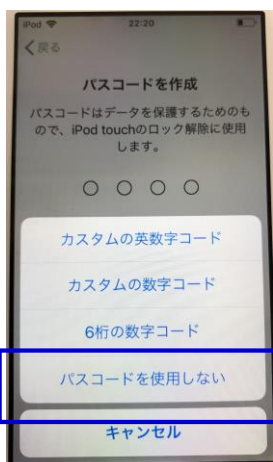 iPod 22:20
戻る
パスコードを作成
パスコードはデータを保護するためのも
ので、iPod touchのロック解除に使用
します。
カスタムの英数字コード
カスタムの数字コード
6桁の数字コード
パスコードを使用しない
キャンセル